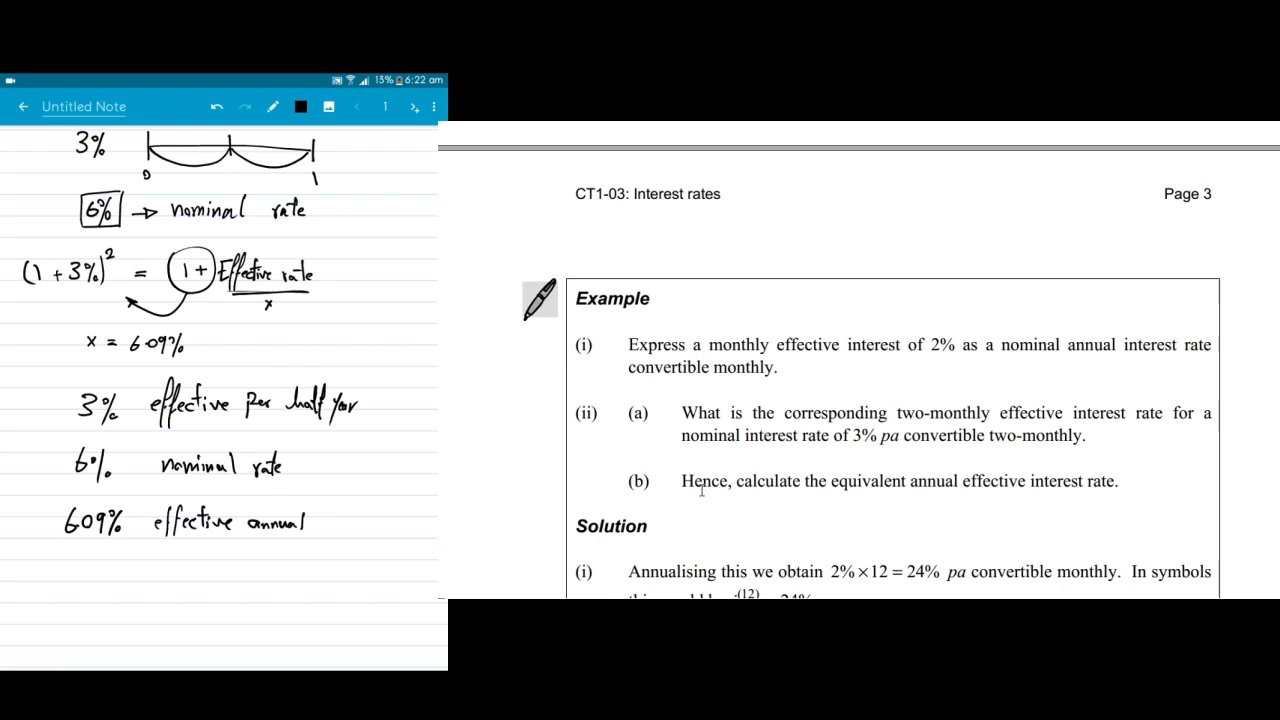 13% 6:22 am
Untitled Note
1
3%
0 1
6% → nominal rate
(1 + 3%)² = (1+) Effective rate
x
x = 6.09%
3% effective per half year
6% nominal rate
6.09% effective annual
CT1-03: Interest rates Page 3
Example
(i) Express a monthly effective interest of 2% as a nominal annual interest rate
convertible monthly.
(ii) (a) What is the corresponding two-monthly effective interest rate for a
nominal interest rate of 3% pa convertible two-monthly.
(b) Hence, calculate the equivalent annual effective interest rate.
Solution
(i) Annualising this we obtain 2% × 12 = 24% pa convertible monthly. In symbols